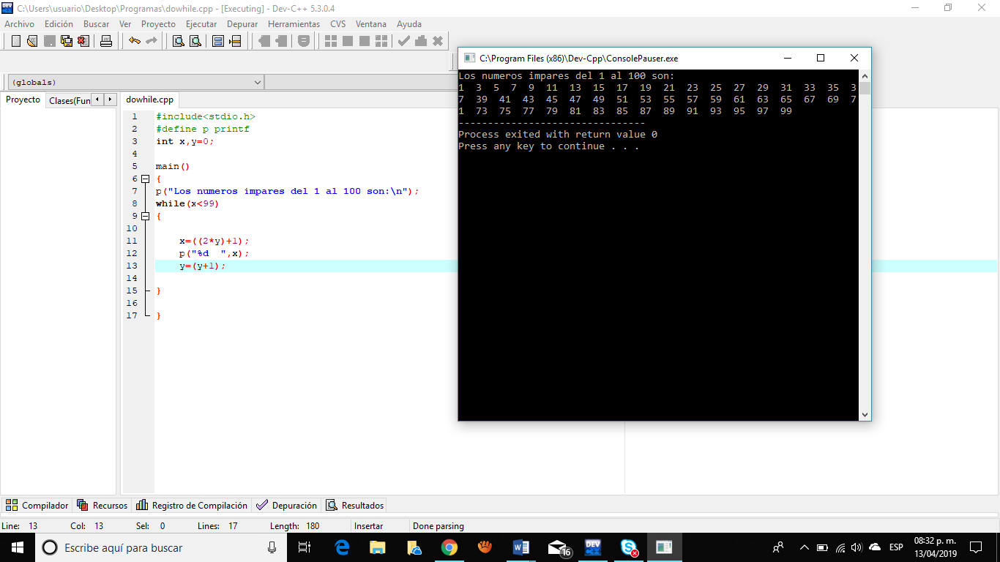 C:\Users\usuario\Desktop\Programas\dowhile.cpp - [Executing] - Dev-C++ 5.3.0.4
Archivo Edición Buscar Ver Proyecto Ejecutar Depurar Herramientas CVS Ventana Ayuda
(globals)
Proyecto Clases(Fun
dowhile.cpp
1 #include<stdio.h>
2 #define p printf
3 int x,y=0;
4
5 main()
6 {
7 p("Los numeros impares del 1 al 100 son:\n");
8 while(x<99)
9 {
10
11 x=((2*y)+1);
12 p("%d  ",x);
13 y=(y+1);
14
15 }
16
17 }
C:\Program Files (x86)\Dev-Cpp\ConsolePauser.exe
Los numeros impares del 1 al 100 son:
1  3  5  7  9  11  13  15  17  19  21  23  25  27  29  31  33  35  3
7  39  41  43  45  47  49  51  53  55  57  59  61  63  65  67  69  7
1  73  75  77  79  81  83  85  87  89  91  93  95  97  99
--------------------------------
Process exited with return value 0
Press any key to continue . . .
Compilador Recursos Registro de Compilación Depuración Resultados
Line: 13 Col: 13 Sel: 0 Lines: 17 Length: 180 Insertar Done parsing
Escribe aquí para buscar
16
DEV
ESP
08:32 p. m.
13/04/2019